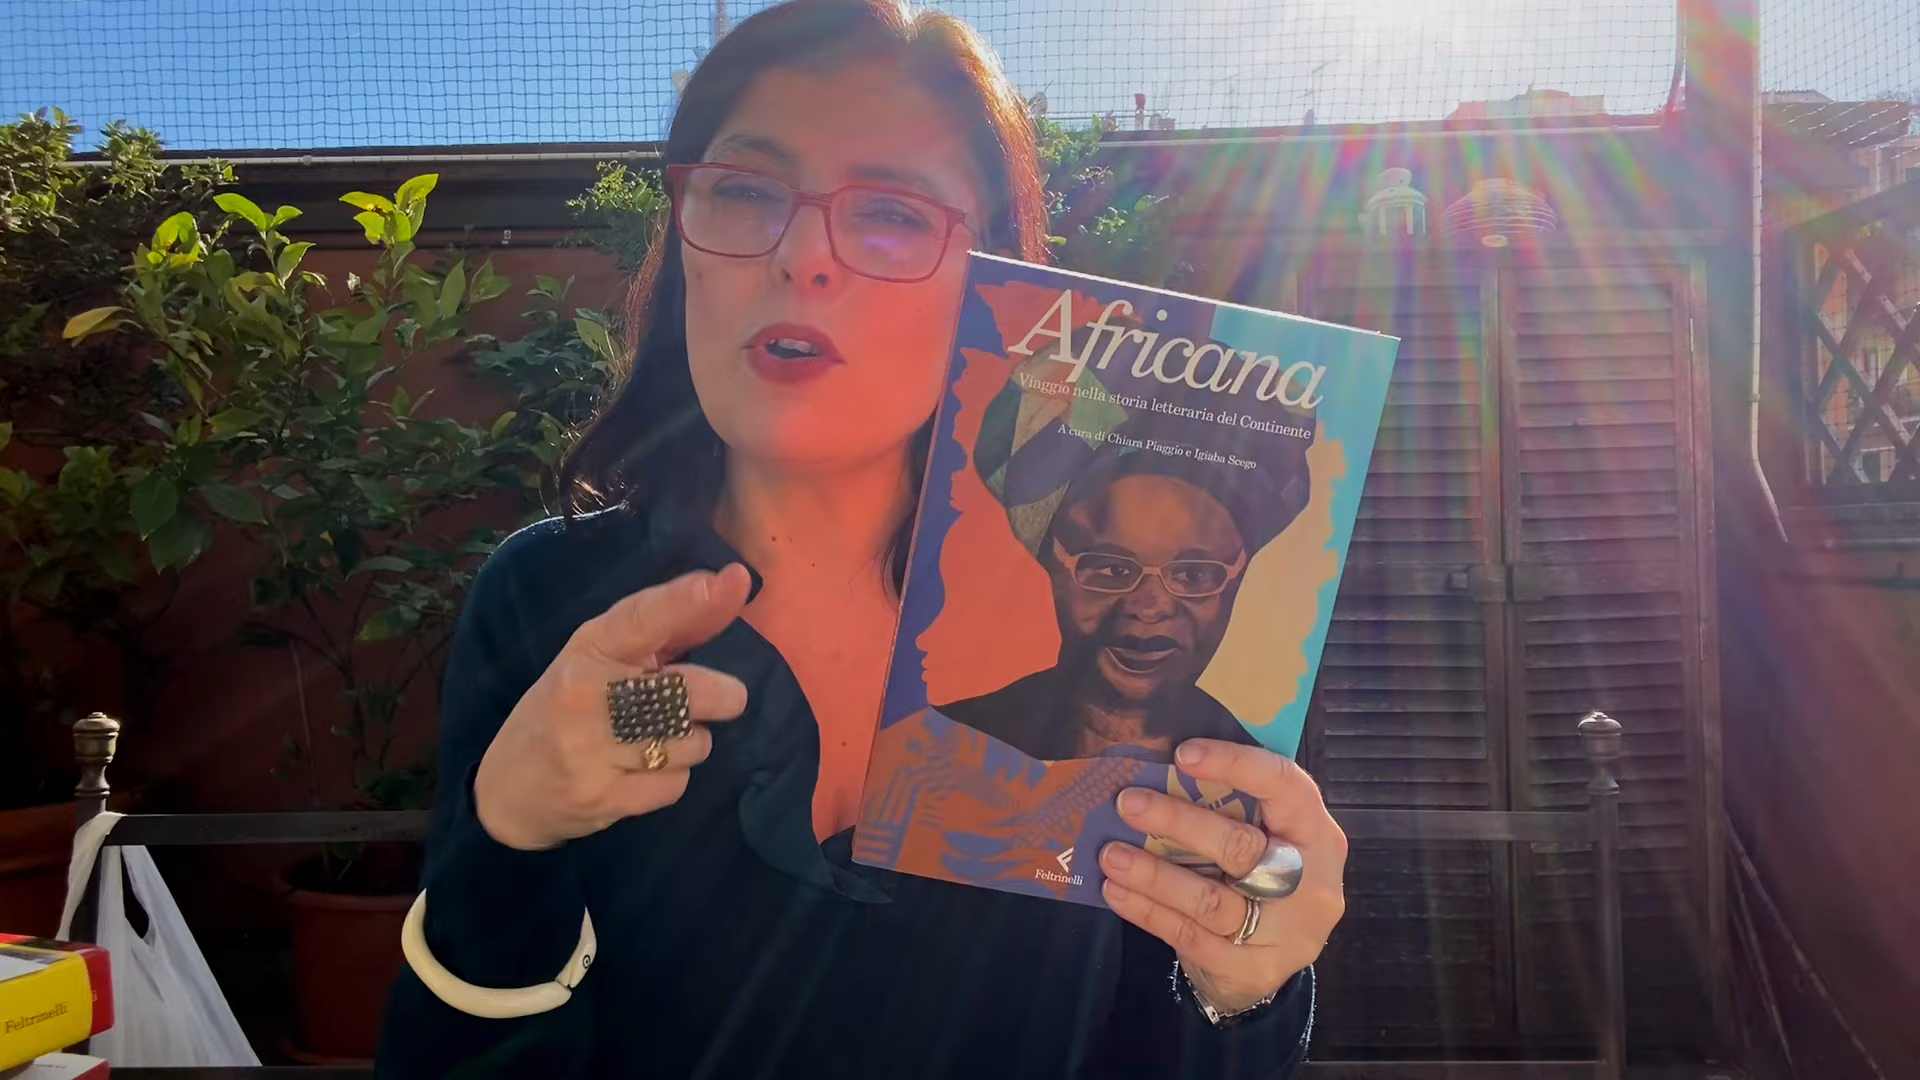 Africana
Viaggio nella storia letteraria del Continente
A cura di Chiara Piaggio e Igiaba Scego
Feltrinelli
Feltrinelli